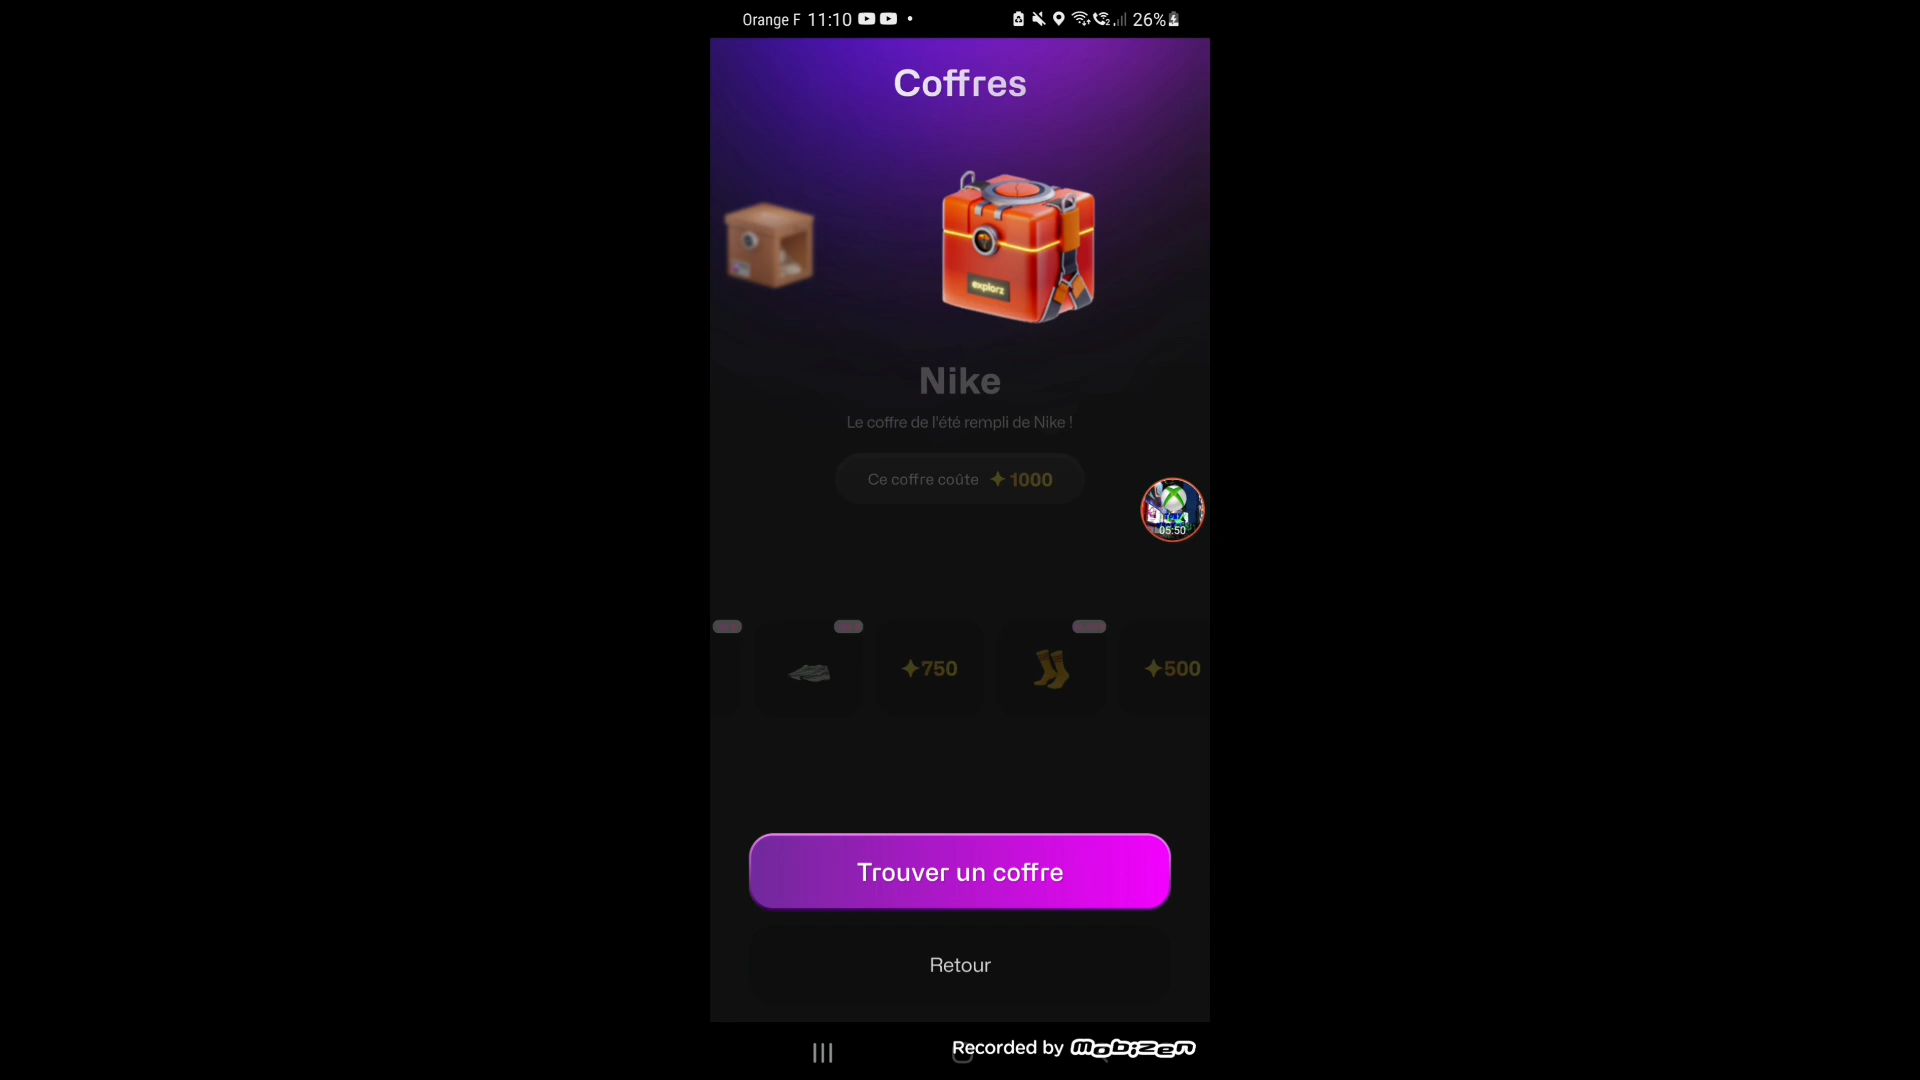 Orange F 11:10 26%
Coffres
explorz
Nike
Le coffre de l'été rempli de Nike !
Ce coffre coûte 1000
05:50
750
500
Trouver un coffre
Retour
Recorded by mobizen